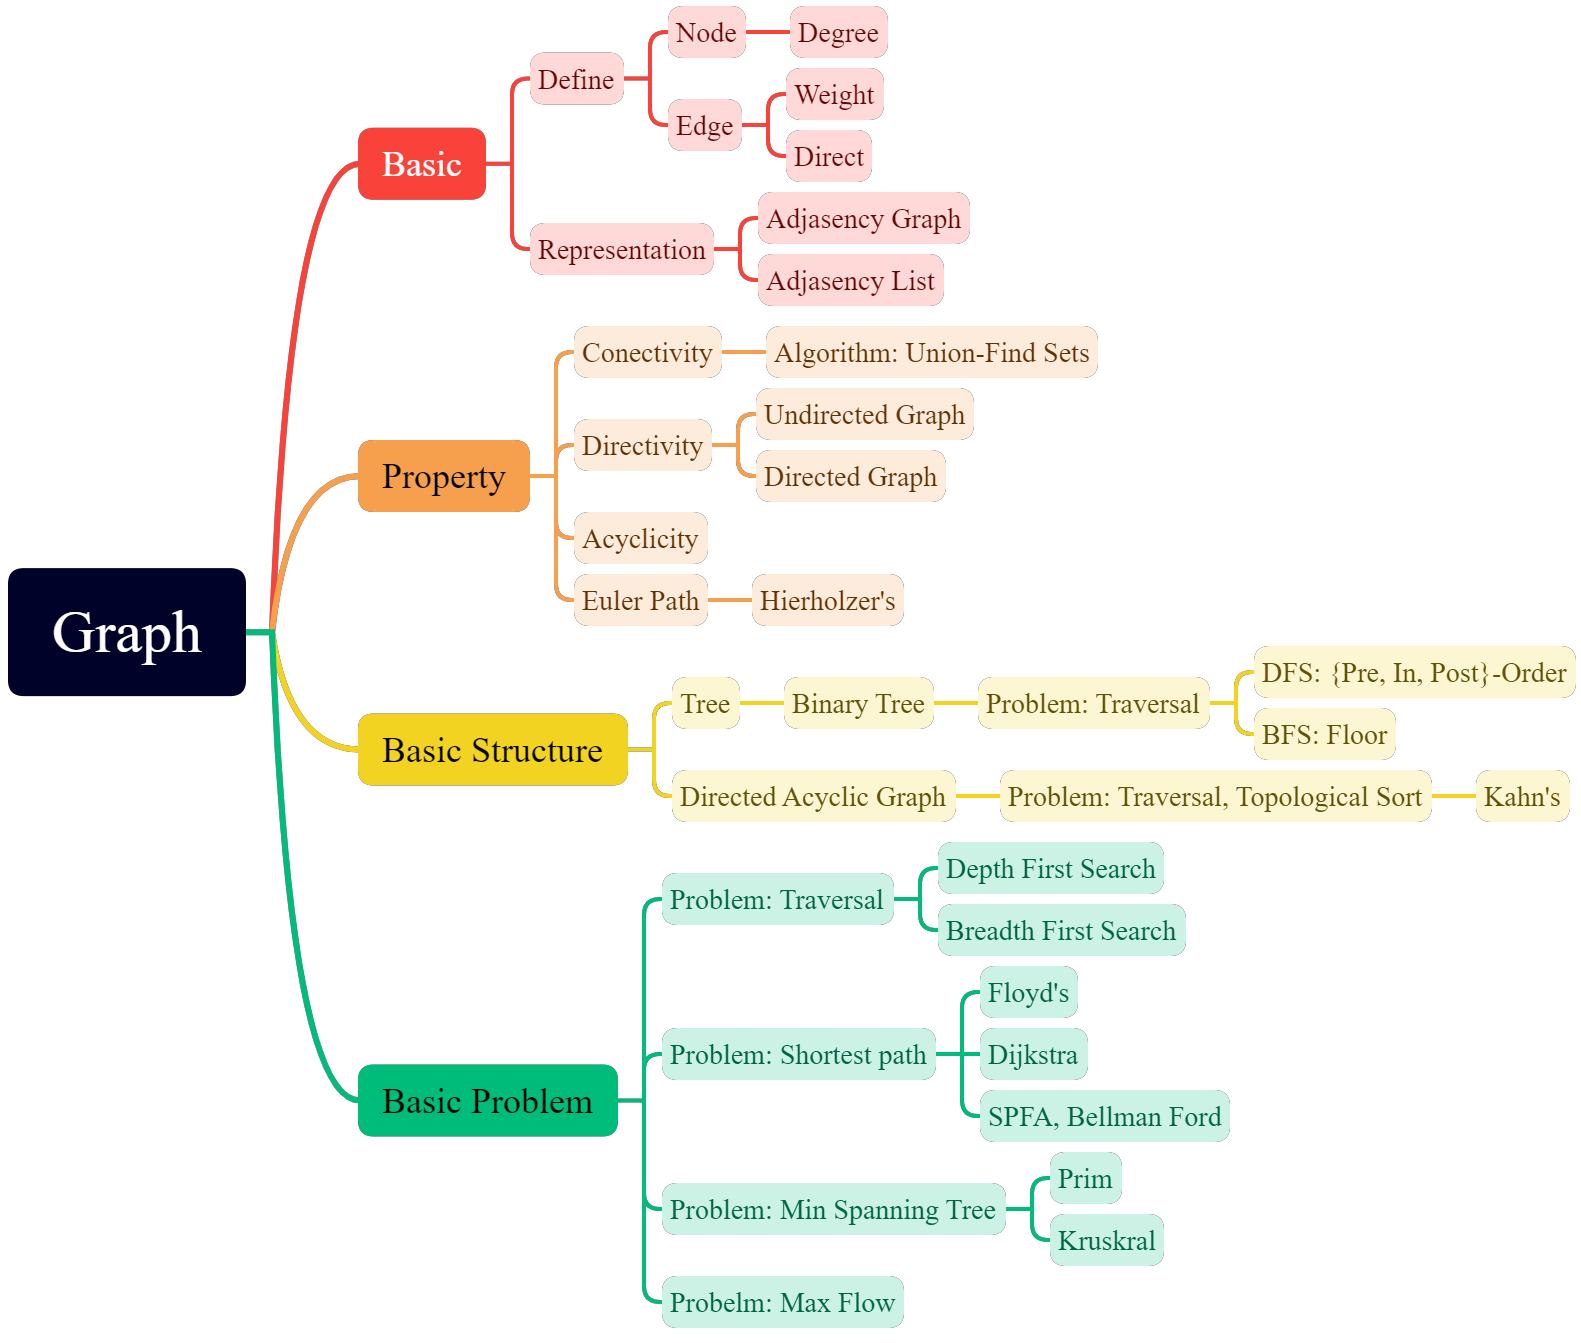 Graph
Basic
Define
Node
Degree
Edge
Weight
Direct
Representation
Adjasency Graph
Adjasency List
Property
Conectivity
Algorithm: Union-Find Sets
Directivity
Undirected Graph
Directed Graph
Acyclicity
Euler Path
Hierholzer's
Basic Structure
Tree
Binary Tree
Problem: Traversal
DFS: {Pre, In, Post}-Order
BFS: Floor
Directed Acyclic Graph
Problem: Traversal, Topological Sort
Kahn's
Basic Problem
Problem: Traversal
Depth First Search
Breadth First Search
Problem: Shortest path
Floyd's
Dijkstra
SPFA, Bellman Ford
Problem: Min Spanning Tree
Prim
Kruskral
Probelm: Max Flow